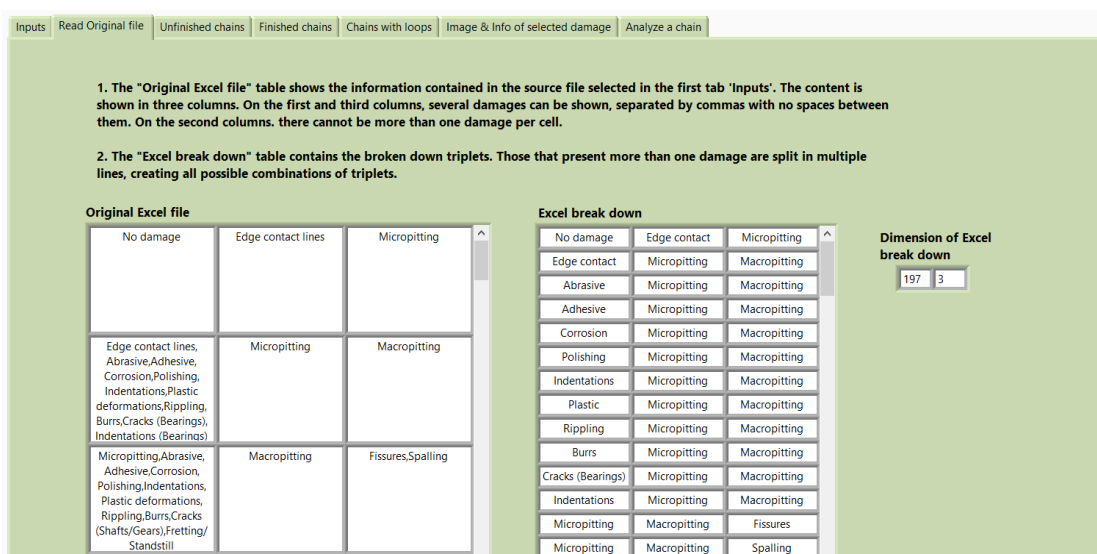 Inputs
Read Original file
Unfinished chains
Finished chains
Chains with loops
Image & Info of selected damage
Analyze a chain
1. The "Original Excel file" table shows the information contained in the source file selected in the first tab 'Inputs'. The content is
shown in three columns. On the first and third columns, several damages can be shown, separated by commas with no spaces between
them. On the second columns. there cannot be more than one damage per cell.
2. The "Excel break down" table contains the broken down triplets. Those that present more than one damage are split in multiple
lines, creating all possible combinations of triplets.
Original Excel file
No damage
Edge contact lines
Micropitting
Edge contact lines,
Abrasive,Adhesive,
Corrosion,Polishing,
Indentations,Plastic
deformations,Rippling,
Burrs,Cracks (Bearings),
Indentations (Bearings)
Micropitting
Macropitting
Micropitting,Abrasive,
Adhesive,Corrosion,
Polishing,Indentations,
Plastic deformations,
Rippling,Burrs,Cracks
(Shafts/Gears),Fretting/
Standstill
Macropitting
Fissures,Spalling
Excel break down
No damage Edge contact Micropitting
Edge contact Micropitting Macropitting
Abrasive Micropitting Macropitting
Adhesive Micropitting Macropitting
Corrosion Micropitting Macropitting
Polishing Micropitting Macropitting
Indentations Micropitting Macropitting
Plastic Micropitting Macropitting
Rippling Micropitting Macropitting
Burrs Micropitting Macropitting
Cracks (Bearings) Micropitting Macropitting
Indentations Micropitting Macropitting
Micropitting Macropitting Fissures
Micropitting Macropitting Spalling
Dimension of Excel
break down
197 3